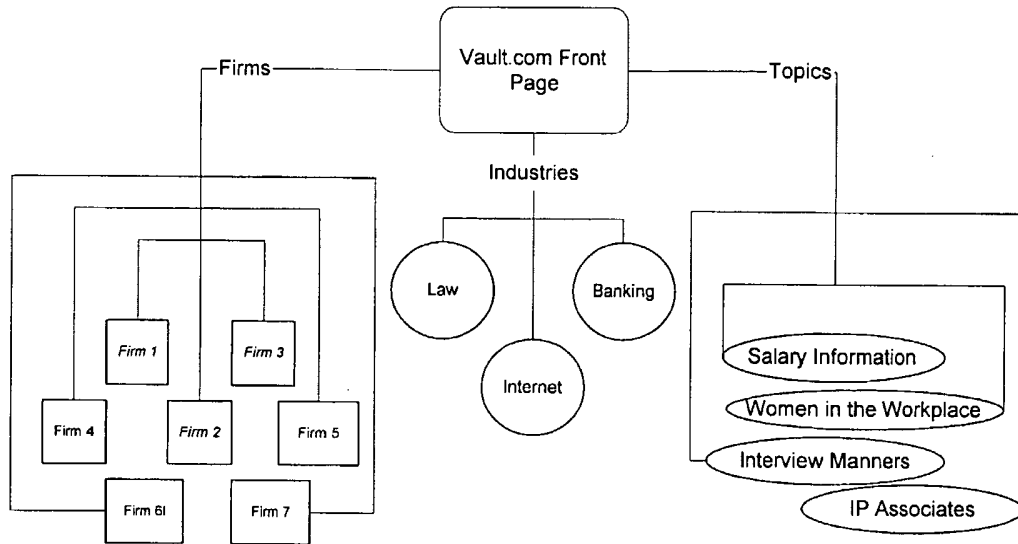 Vault.com Front
Page
Firms
Topics
Industries
Law
Banking
Internet
Firm 1
Firm 3
Firm 4
Firm 2
Firm 5
Firm 6l
Firm 7
Salary Information
Women in the Workplace
Interview Manners
IP Associates